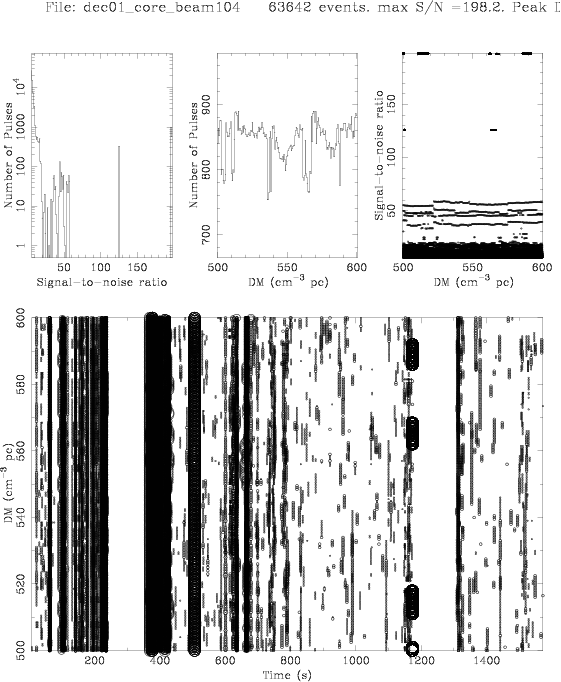 File: dec01_core_beam104 63642 events. max S/N =198.2. Peak D
Number of Pulses
1 10 100 1000 10⁴
50 100 150
Signal-to-noise ratio
Number of Pulses
700 800 900
500 550 600
DM (cm⁻³ pc)
Signal-to-noise ratio
50 100 150
500 550 600
DM (cm⁻³ pc)
DM (cm⁻³ pc)
500 520 540 560 580 600
200 400 600 800 1000 1200 1400
Time (s)